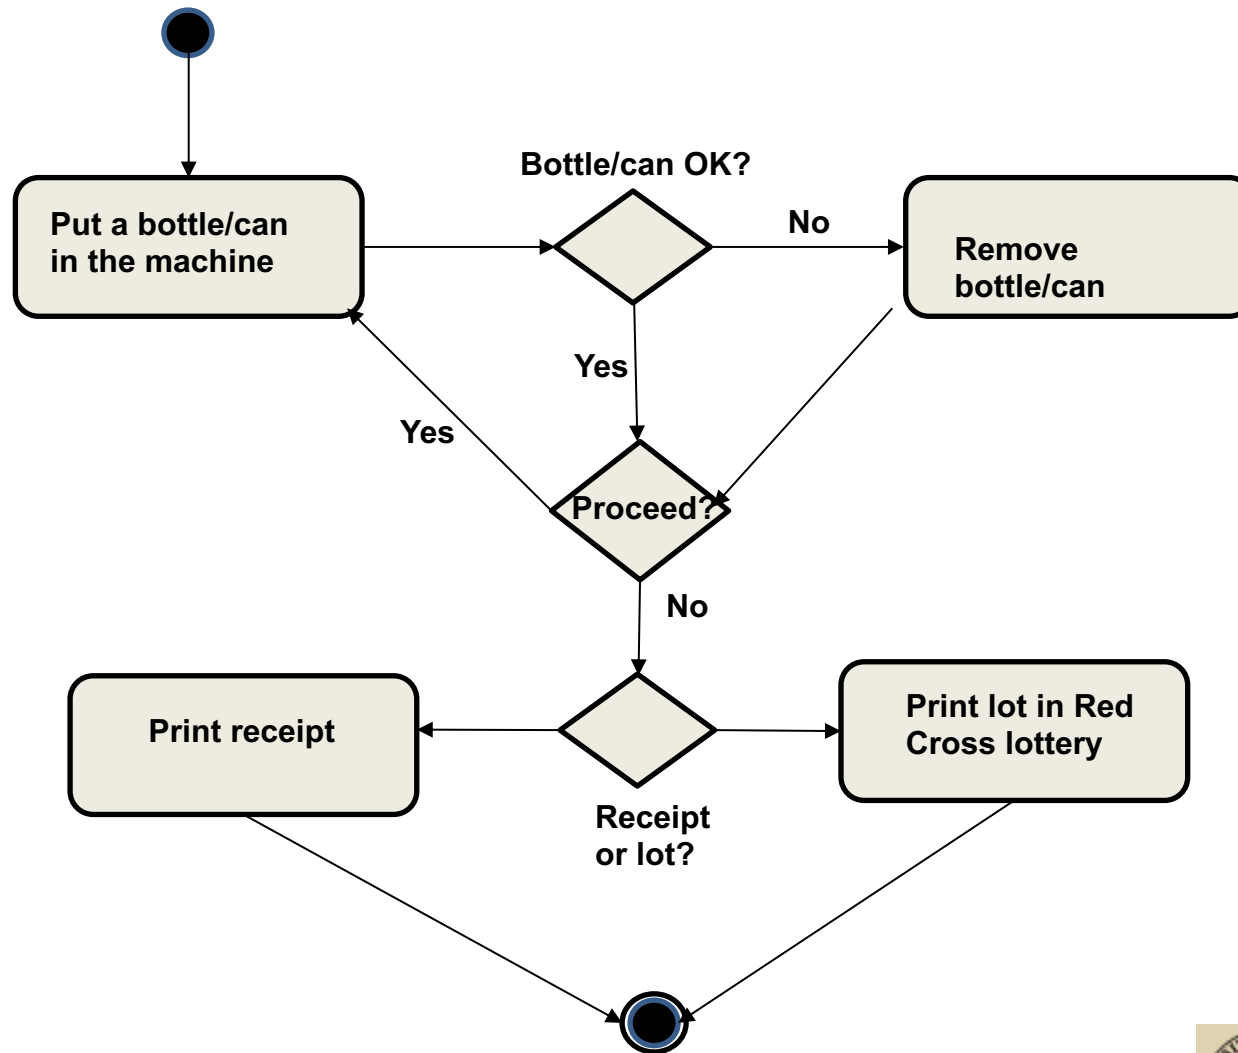 Bottle/can OK?
Put a bottle/can
in the machine
No
Remove
bottle/can
Yes
Yes
Proceed?
No
Print receipt
Print lot in Red
Cross lottery
Receipt
or lot?